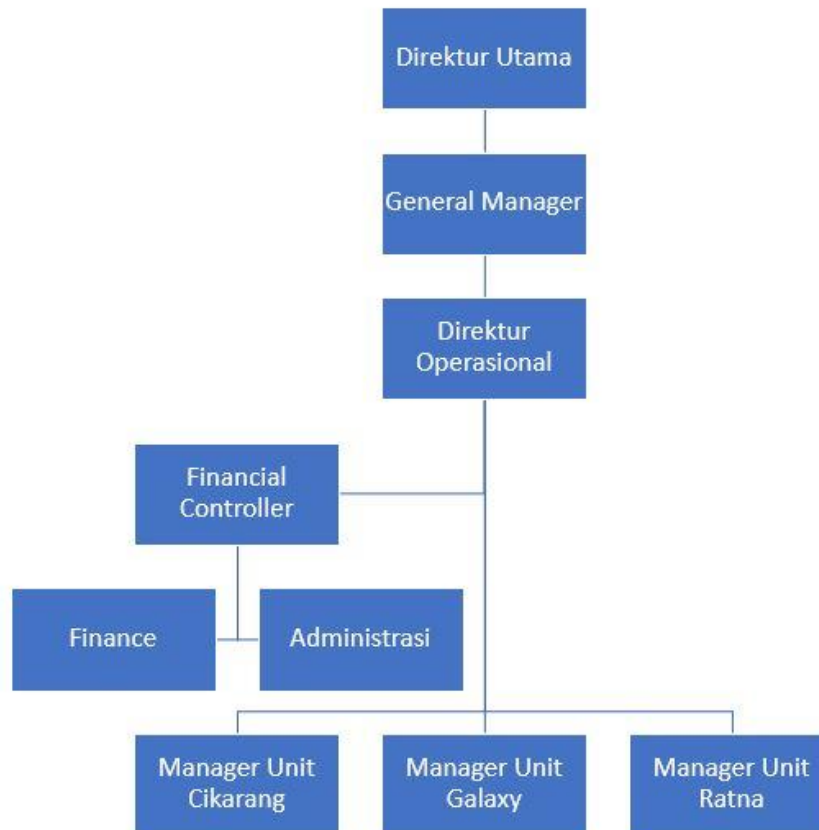 Direktur Utama
General Manager
Direktur
Operasional
Financial
Controller
Finance
Administrasi
Manager Unit
Cikarang
Manager Unit
Galaxy
Manager Unit
Ratna